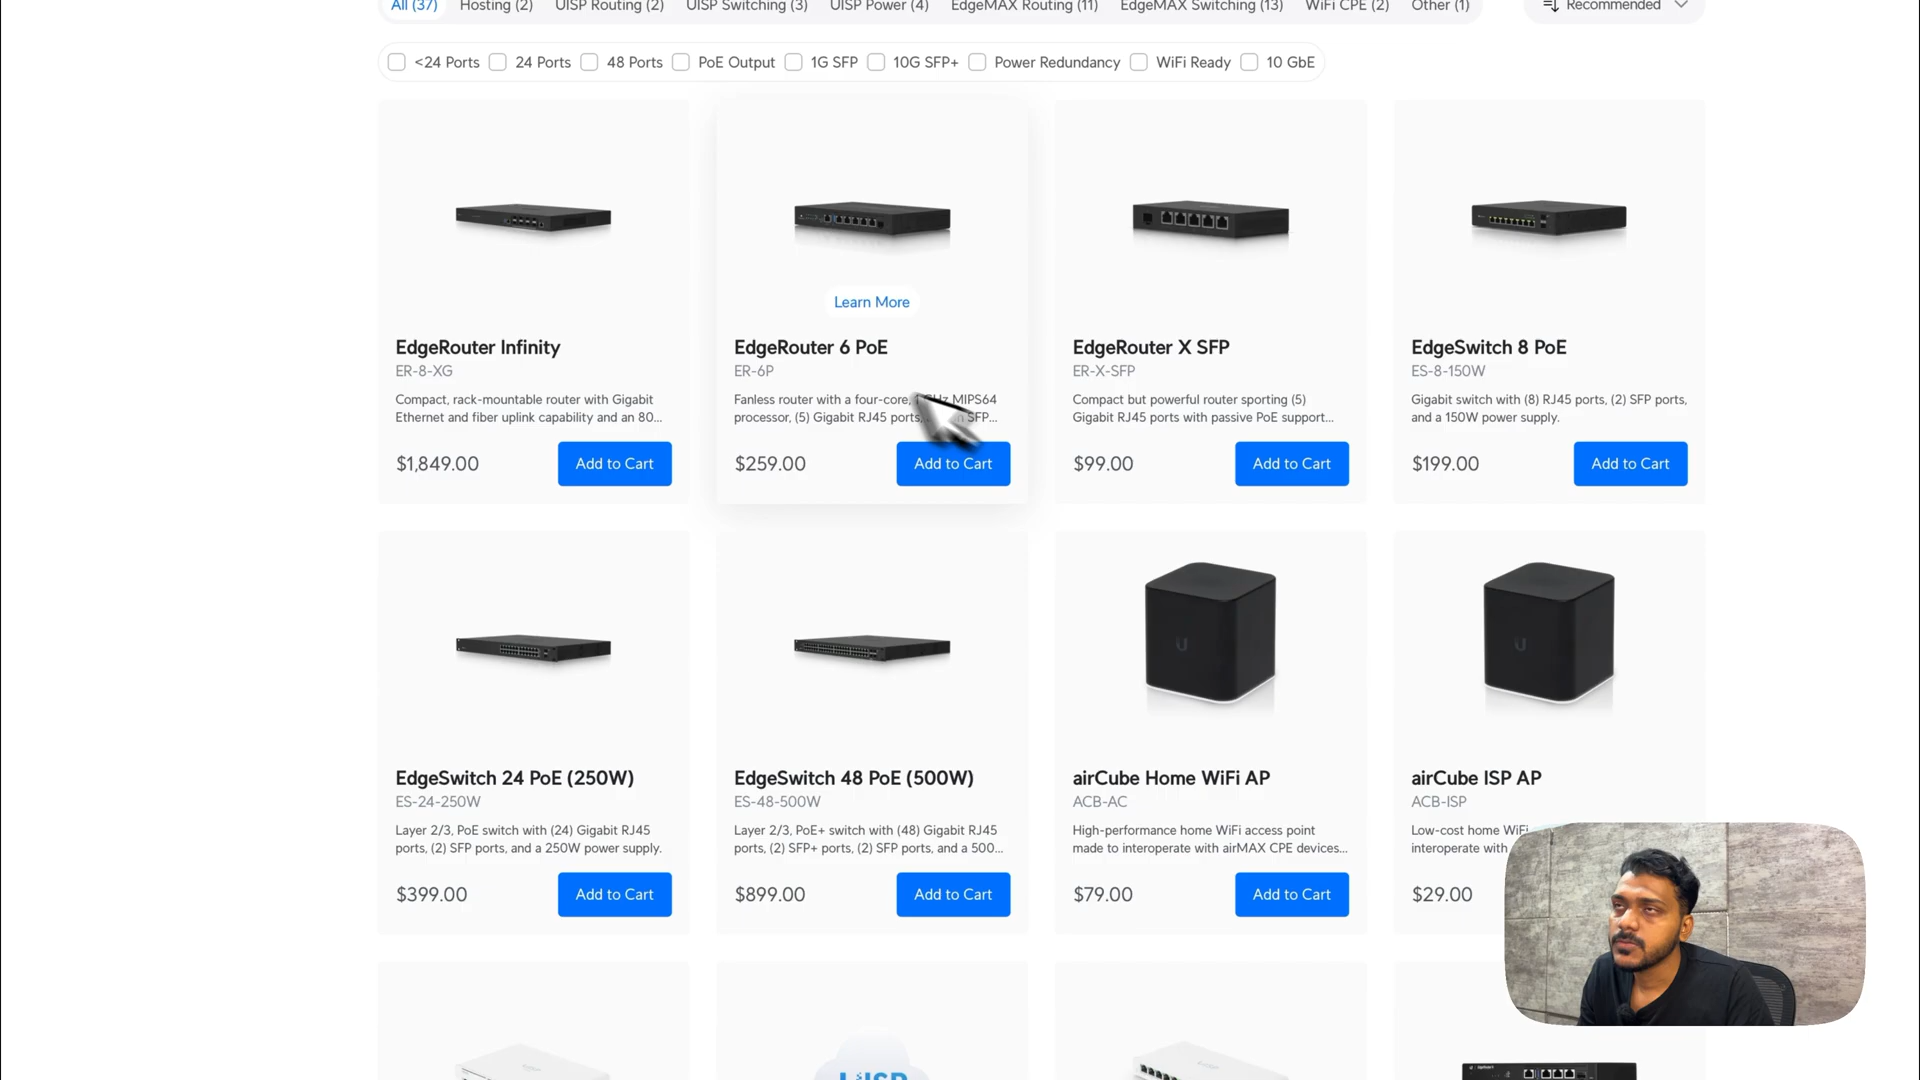 All (37) Hosting (2) UISP Routing (2) UISP Switching (3) UISP Power (4) EdgeMAX Routing (11) EdgeMAX Switching (13) WiFi CPE (2) Other (1) Recommended
<24 Ports 24 Ports 48 Ports PoE Output 1G SFP 10G SFP+ Power Redundancy WiFi Ready 10 GbE
Learn More
EdgeRouter Infinity
ER-8-XG
Compact, rack-mountable router with Gigabit
Ethernet and fiber uplink capability and an 80...
$1,849.00 Add to Cart
EdgeRouter 6 PoE
ER-6P
Fanless router with a four-core, MIPS64
processor, (5) Gigabit RJ45 ports, SFP...
$259.00 Add to Cart
EdgeRouter X SFP
ER-X-SFP
Compact but powerful router sporting (5)
Gigabit RJ45 ports with passive PoE support...
$99.00 Add to Cart
EdgeSwitch 8 PoE
ES-8-150W
Gigabit switch with (8) RJ45 ports, (2) SFP ports,
and a 150W power supply.
$199.00 Add to Cart
EdgeSwitch 24 PoE (250W)
ES-24-250W
Layer 2/3, PoE switch with (24) Gigabit RJ45
ports, (2) SFP ports, and a 250W power supply.
$399.00 Add to Cart
EdgeSwitch 48 PoE (500W)
ES-48-500W
Layer 2/3, PoE+ switch with (48) Gigabit RJ45
ports, (2) SFP+ ports, (2) SFP ports, and a 500...
$899.00 Add to Cart
airCube Home WiFi AP
ACB-AC
High-performance home WiFi access point
made to interoperate with airMAX CPE devices...
$79.00 Add to Cart
airCube ISP AP
ACB-ISP
Low-cost home WiFi
interoperate with
$29.00
UISP